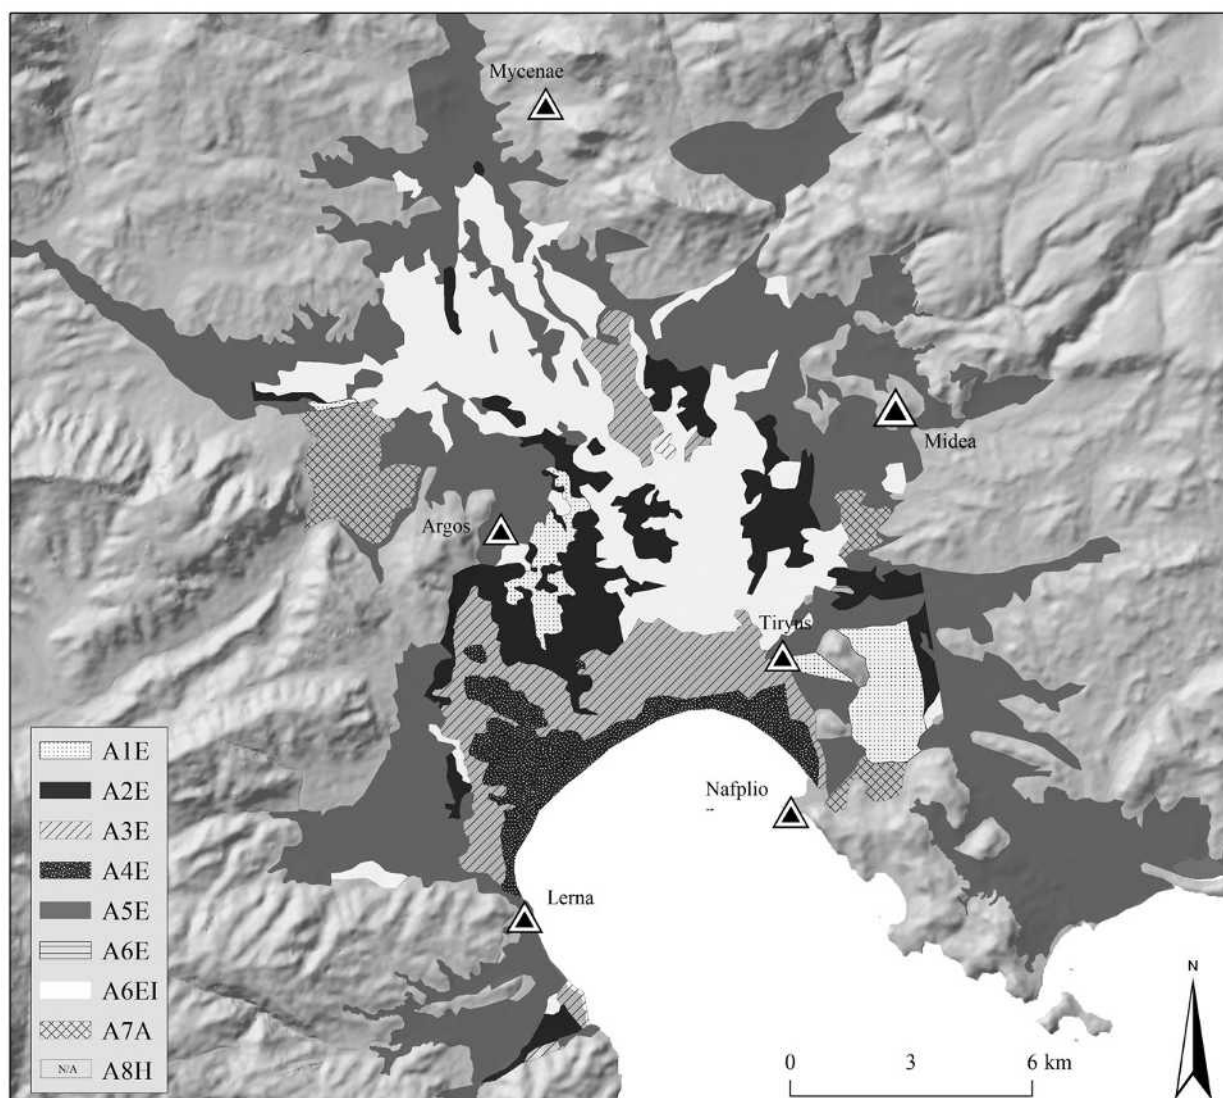 Mycenae
Midea
Argos
Tiryns
Nafplio
--
Lerna
A1E
A2E
A3E
A4E
A5E
A6E
A6EI
A7A
N/A A8H
N
0 3 6 km